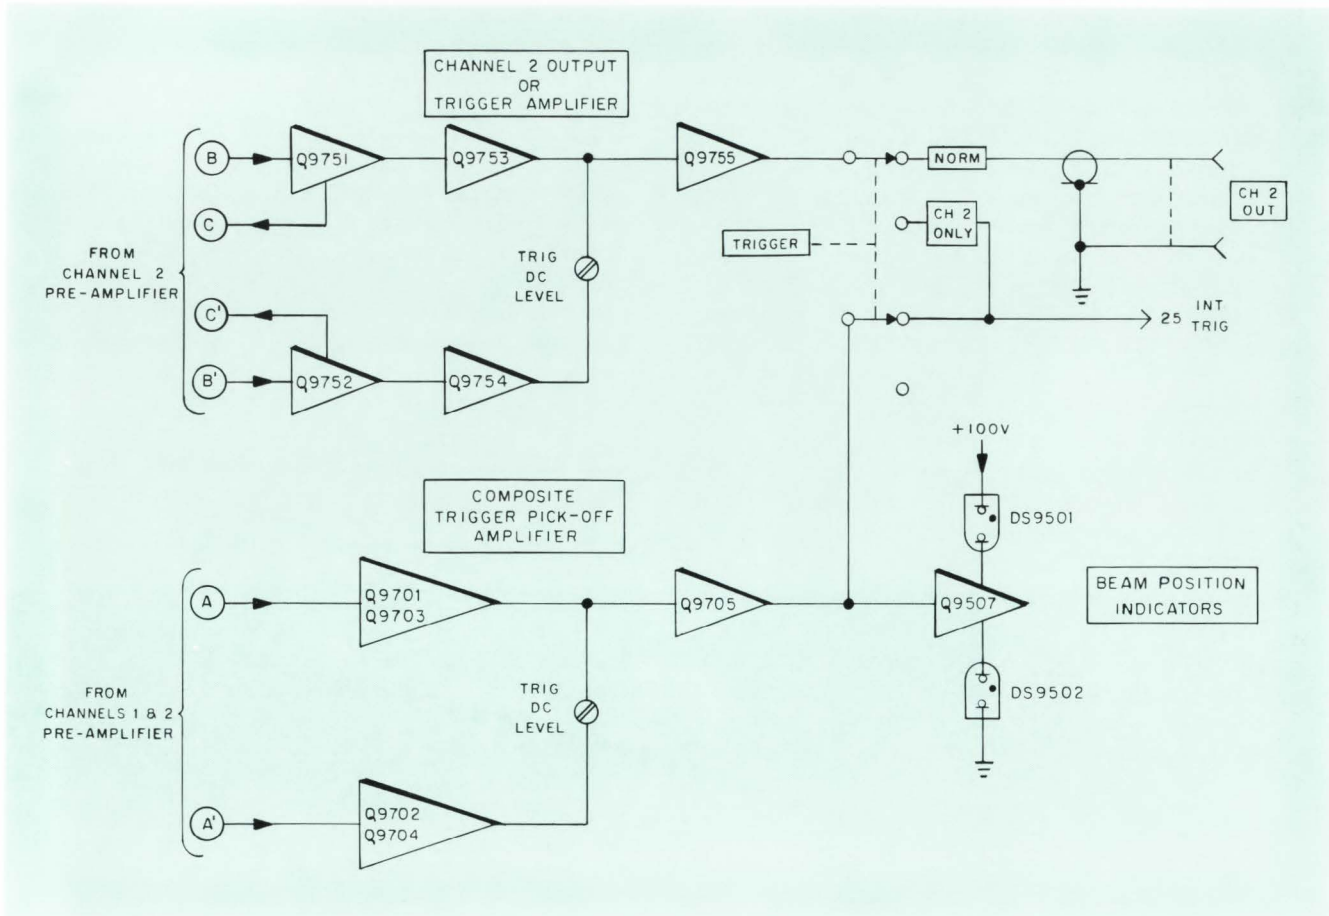 CHANNEL 2 OUTPUT
OR
TRIGGER AMPLIFIER
B
Q9751
Q9753
Q9755
NORM
CH 2
OUT
C
CH 2
ONLY
TRIGGER
FROM
CHANNEL 2
PRE-AMPLIFIER
TRIG
DC
LEVEL
C'
25
INT
TRIG
B'
Q9752
Q9754
+100V
COMPOSITE
TRIGGER PICK-OFF
AMPLIFIER
DS9501
A
Q9701
Q9703
Q9705
Q9507
BEAM POSITION
INDICATORS
FROM
CHANNELS 1 & 2
PRE-AMPLIFIER
TRIG
DC
LEVEL
DS9502
A'
Q9702
Q9704